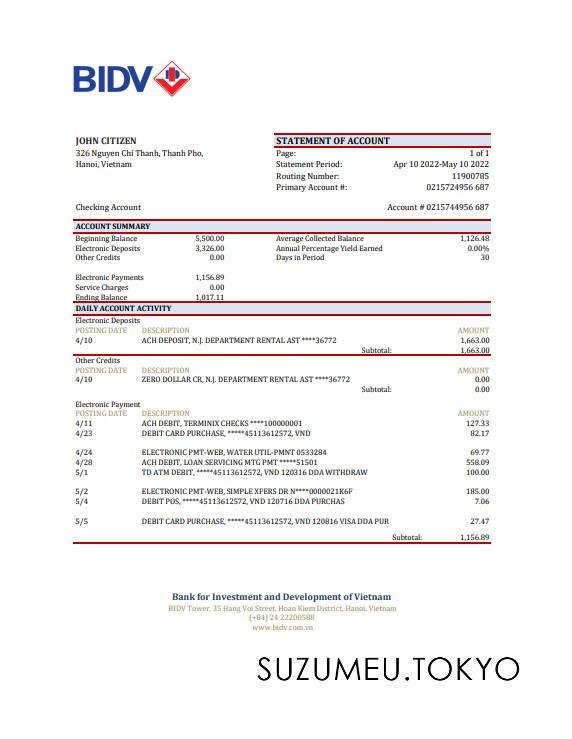 BIDV
JOHN CITIZEN
326 Nguyen Chí Thanh, Thanh Pho,
Hanoi, Vietnam
STATEMENT OF ACCOUNT
Page: 1 of 1
Statement Period: Apr 10 2022-May 10 2022
Routing Number: 11900785
Primary Account #: 0215724956 687
Checking Account Account # 0215744956 687
ACCOUNT SUMMARY
Beginning Balance 5,500.00 Average Collected Balance 1,126.48
Electronic Deposits 3,326.00 Annual Percentage Yield Earned 0.00%
Other Credits 0.00 Days in Period 30
Electronic Payments 1,156.89
Service Charges 0.00
Ending Balance 1,017.11
DAILY ACCOUNT ACTIVITY
Electronic Deposits
POSTING DATE DESCRIPTION AMOUNT
4/10 ACH DEPOSIT, N.J. DEPARTMENT RENTAL AST ****36772 1,663.00
Subtotal: 1,663.00
Other Credits
POSTING DATE DESCRIPTION AMOUNT
4/10 ZERO DOLLAR CR, N.J. DEPARTMENT RENTAL AST ****36772 0.00
Subtotal: 0.00
Electronic Payment
POSTING DATE DESCRIPTION AMOUNT
4/11 ACH DEBIT, TERMINIX CHECKS ****100000001 127.33
4/23 DEBIT CARD PURCHASE, *****45113612572, VND 82.17
4/24 ELECTRONIC PMT-WEB, WATER UTIL-PMNT 0533284 69.77
4/28 ACH DEBIT, LOAN SERVICING MTG PMT *****51501 558.09
5/1 TD ATM DEBIT, *****45113612572, VND 120316 DDA WITHDRAW 100.00
5/2 ELECTRONIC PMT-WEB, SIMPLE XFERS DR N****0000021K6F 185.00
5/4 DEBIT POS, *****45113612572, VND 120716 DDA PURCHAS 7.06
5/5 DEBIT CARD PURCHASE, *****45113612572, VND 120816 VISA DDA PUR 27.47
Subtotal: 1,156.89
Bank for Investment and Development of Vietnam
BIDV Tower, 35 Hang Voi Street, Hoan Kiem District, Hanoi, Vietnam
(+84) 24 22200588
www.bidv.com.vn
SUZUMEU.TOKYO